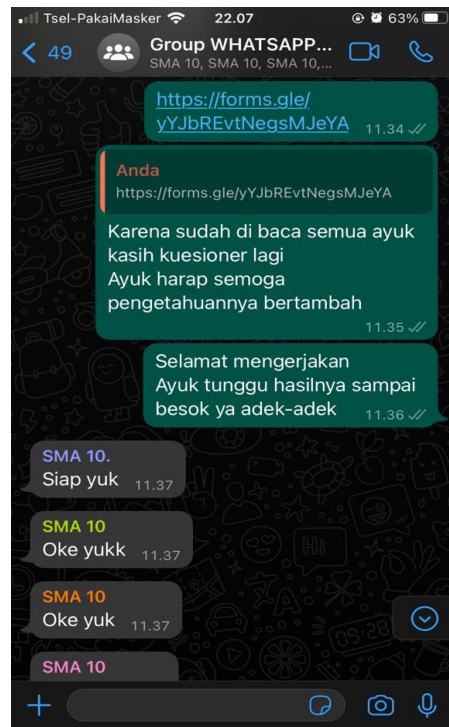 Tsel-PakaiMasker 22.07 63%
49 Group WHATSAPP...
SMA 10, SMA 10, SMA 10,...
https://forms.gle/
yYJbREvtNegsMJeYA 11.34
Anda
https://forms.gle/yYJbREvtNegsMJeYA
Karena sudah di baca semua ayuk
kasih kuesioner lagi
Ayuk harap semoga
pengetahuannya bertambah
11.35
Selamat mengerjakan
Ayuk tunggu hasilnya sampai
besok ya adek-adek 11.36
SMA 10.
Siap yuk 11.37
SMA 10
Oke yukk 11.37
SMA 10
Oke yuk 11.37
SMA 10